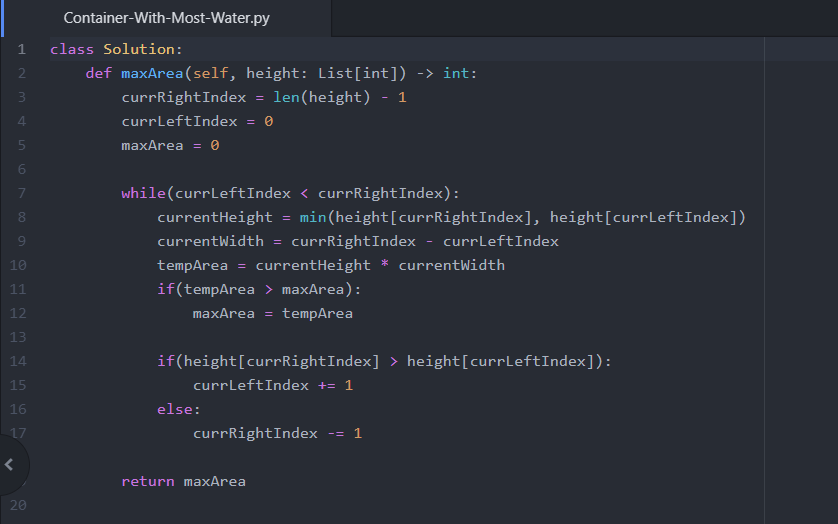 Container-With-Most-Water.py
1 class Solution:
2     def maxArea(self, height: List[int]) -> int:
3         currRightIndex = len(height) - 1
4         currLeftIndex = 0
5         maxArea = 0
6
7         while(currLeftIndex < currRightIndex):
8             currentHeight = min(height[currRightIndex], height[currLeftIndex])
9             currentWidth = currRightIndex - currLeftIndex
10             tempArea = currentHeight * currentWidth
11             if(tempArea > maxArea):
12                 maxArea = tempArea
13
14             if(height[currRightIndex] > height[currLeftIndex]):
15                 currLeftIndex += 1
16             else:
17                 currRightIndex -= 1

        return maxArea
20